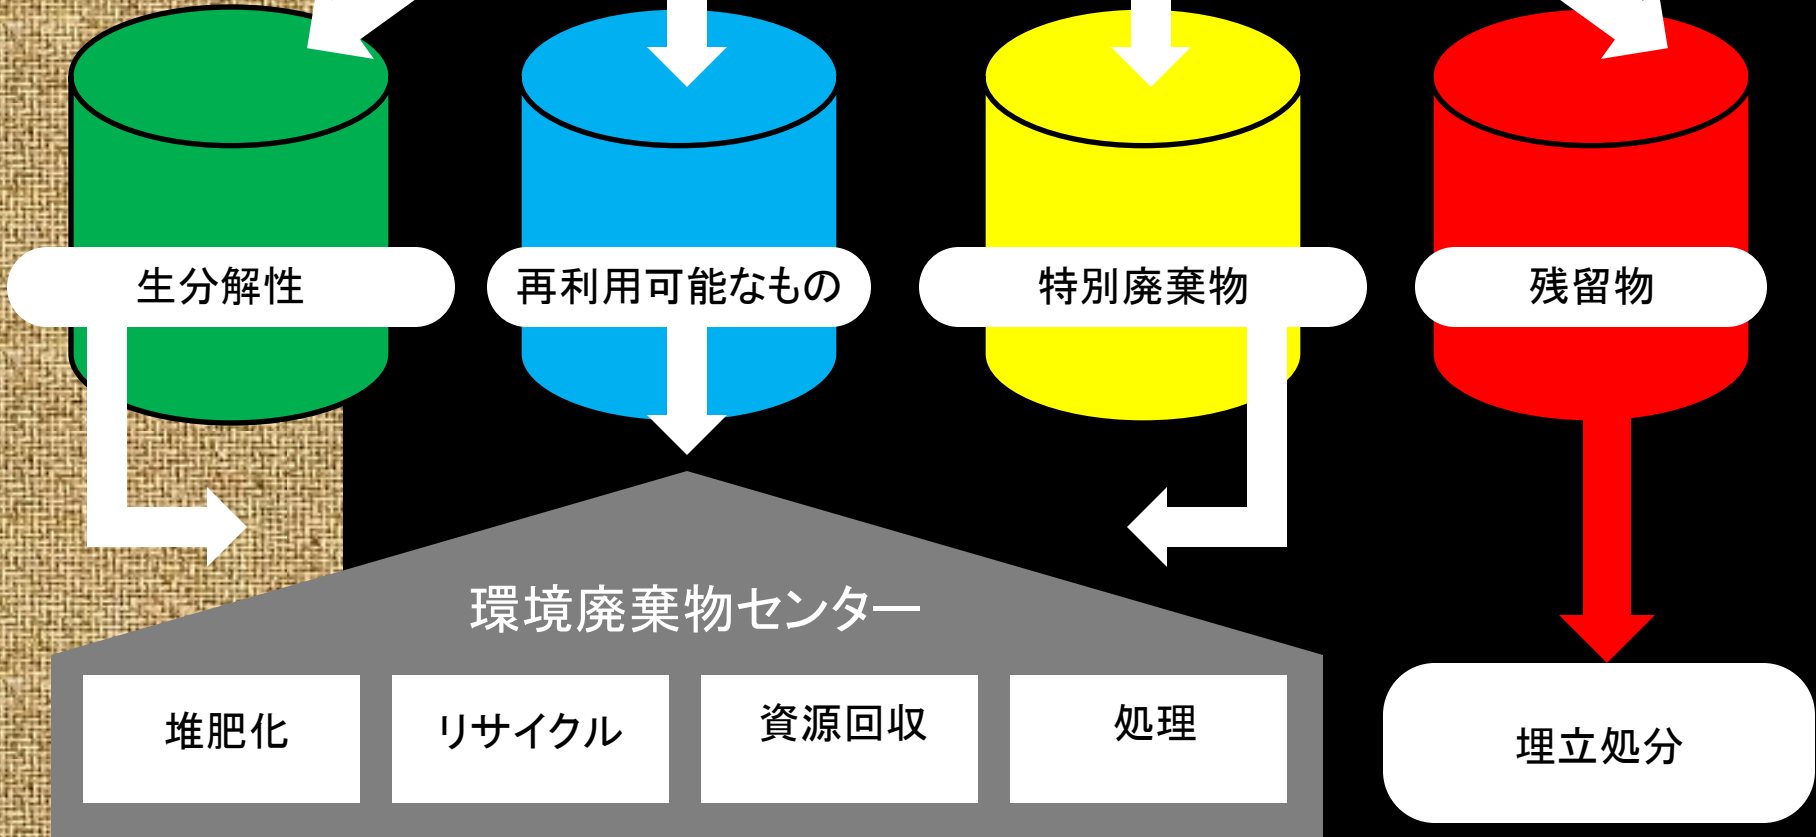 生分解性
再利用可能なもの
特別廃棄物
残留物
環境廃棄物センター
堆肥化
リサイクル
資源回収
処理
埋立処分